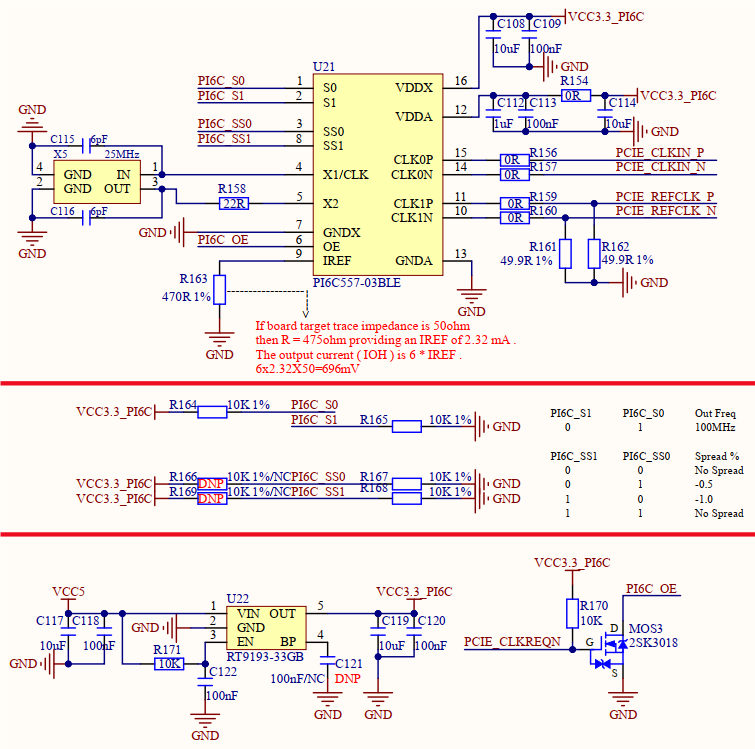 C108 C109 VCC3.3_PI6C
10uF 100nF
GND
U21
PI6C_S0 1 S0 VDDX 16
PI6C_S1 2 S1
R154
0R
VCC3.3_PI6C
VDDA 12
C112 C113 C114
1uF 100nF 10uF
GND
PI6C_SS0 3 SS0
PI6C_SS1 8 SS1
GND
C115 6pF
X5 25MHz
4 GND IN 1
2 GND OUT 3
C116 6pF
GND
4 X1/CLK
R158
22R
5 X2
GND 7 GNDX
PI6C_OE 6 OE
9 IREF
CLK0P 15 0R R156 PCIE_CLKIN_P
CLK0N 14 0R R157 PCIE_CLKIN_N
CLK1P 11 0R R159 PCIE_REFCLK_P
CLK1N 10 0R R160 PCIE_REFCLK_N
R161 R162
49.9R 1% 49.9R 1%
GND
GNDA 13
GND
PI6C557-03BLE
R163
470R 1%
GND
If board target trace impedance is 50ohm
then R = 475ohm providing an IREF of 2.32 mA .
The output current ( IOH ) is 6 * IREF .
6x2.32X50=696mV
VCC3.3_PI6C R164 10K 1% PI6C_S0
PI6C_S1 R165 10K 1% GND
VCC3.3_PI6C R166 DNP 10K 1%/NC PI6C_SS0 R167 10K 1% GND
VCC3.3_PI6C R169 DNP 10K 1%/NC PI6C_SS1 R168 10K 1% GND
PI6C_S1 PI6C_S0 Out Freq
0 1 100MHz
PI6C_SS1 PI6C_SS0 Spread %
0 0 No Spread
0 1 -0.5
1 0 -1.0
1 1 No Spread
VCC5
C117 C118
10uF 100nF
GND
U22
1 VIN OUT 5
GND 2 GND
3 EN BP 4
RT9193-33GB
R171
10K
C122
100nF
GND
C121
100nF/NC DNP
GND
VCC3.3_PI6C
C119 C120
10uF 100nF
GND
VCC3.3_PI6C
R170
10K
PI6C_OE
PCIE_CLKREQN
D
G
S
MOS3
2SK3018
GND